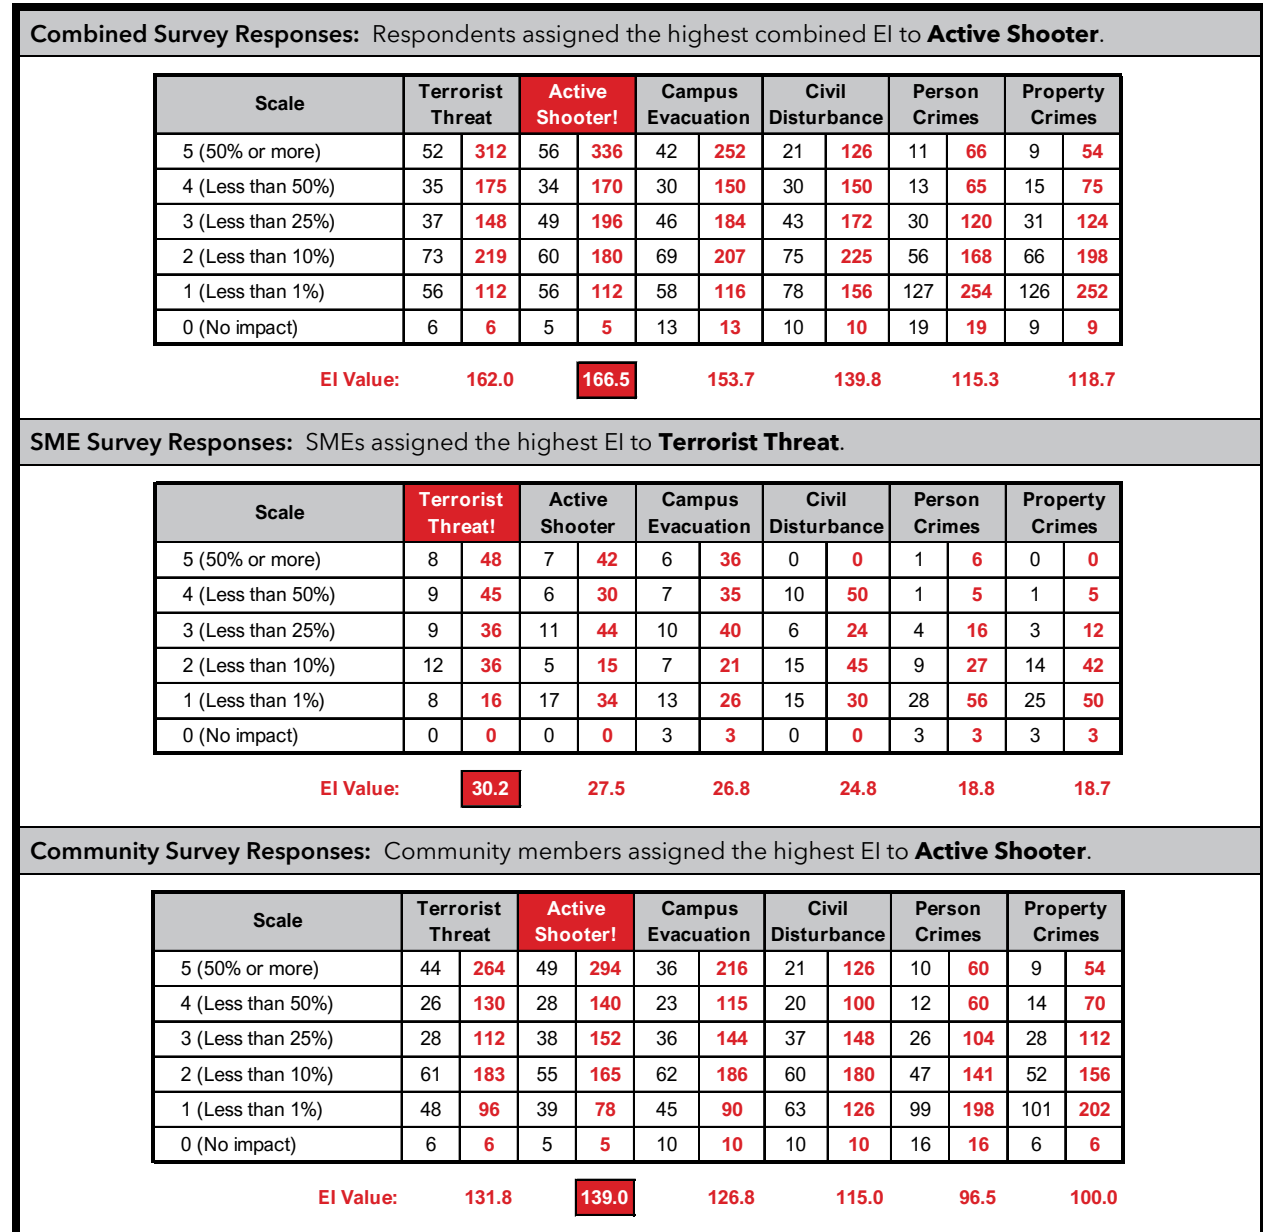 Combined Survey Responses: Respondents assigned the highest combined EI to Active Shooter.
Scale Terrorist Threat Active Shooter! Campus Evacuation Civil Disturbance Person Crimes Property Crimes
5 (50% or more) 52 312 56 336 42 252 21 126 11 66 9 54
4 (Less than 50%) 35 175 34 170 30 150 30 150 13 65 15 75
3 (Less than 25%) 37 148 49 196 46 184 43 172 30 120 31 124
2 (Less than 10%) 73 219 60 180 69 207 75 225 56 168 66 198
1 (Less than 1%) 56 112 56 112 58 116 78 156 127 254 126 252
0 (No impact) 6 6 5 5 13 13 10 10 19 19 9 9
EI Value: 162.0 166.5 153.7 139.8 115.3 118.7
SME Survey Responses: SMEs assigned the highest EI to Terrorist Threat.
Scale Terrorist Threat! Active Shooter Campus Evacuation Civil Disturbance Person Crimes Property Crimes
5 (50% or more) 8 48 7 42 6 36 0 0 1 6 0 0
4 (Less than 50%) 9 45 6 30 7 35 10 50 1 5 1 5
3 (Less than 25%) 9 36 11 44 10 40 6 24 4 16 3 12
2 (Less than 10%) 12 36 5 15 7 21 15 45 9 27 14 42
1 (Less than 1%) 8 16 17 34 13 26 15 30 28 56 25 50
0 (No impact) 0 0 0 0 3 3 0 0 3 3 3 3
EI Value: 30.2 27.5 26.8 24.8 18.8 18.7
Community Survey Responses: Community members assigned the highest EI to Active Shooter.
Scale Terrorist Threat Active Shooter! Campus Evacuation Civil Disturbance Person Crimes Property Crimes
5 (50% or more) 44 264 49 294 36 216 21 126 10 60 9 54
4 (Less than 50%) 26 130 28 140 23 115 20 100 12 60 14 70
3 (Less than 25%) 28 112 38 152 36 144 37 148 26 104 28 112
2 (Less than 10%) 61 183 55 165 62 186 60 180 47 141 52 156
1 (Less than 1%) 48 96 39 78 45 90 63 126 99 198 101 202
0 (No impact) 6 6 5 5 10 10 10 10 16 16 6 6
EI Value: 131.8 139.0 126.8 115.0 96.5 100.0